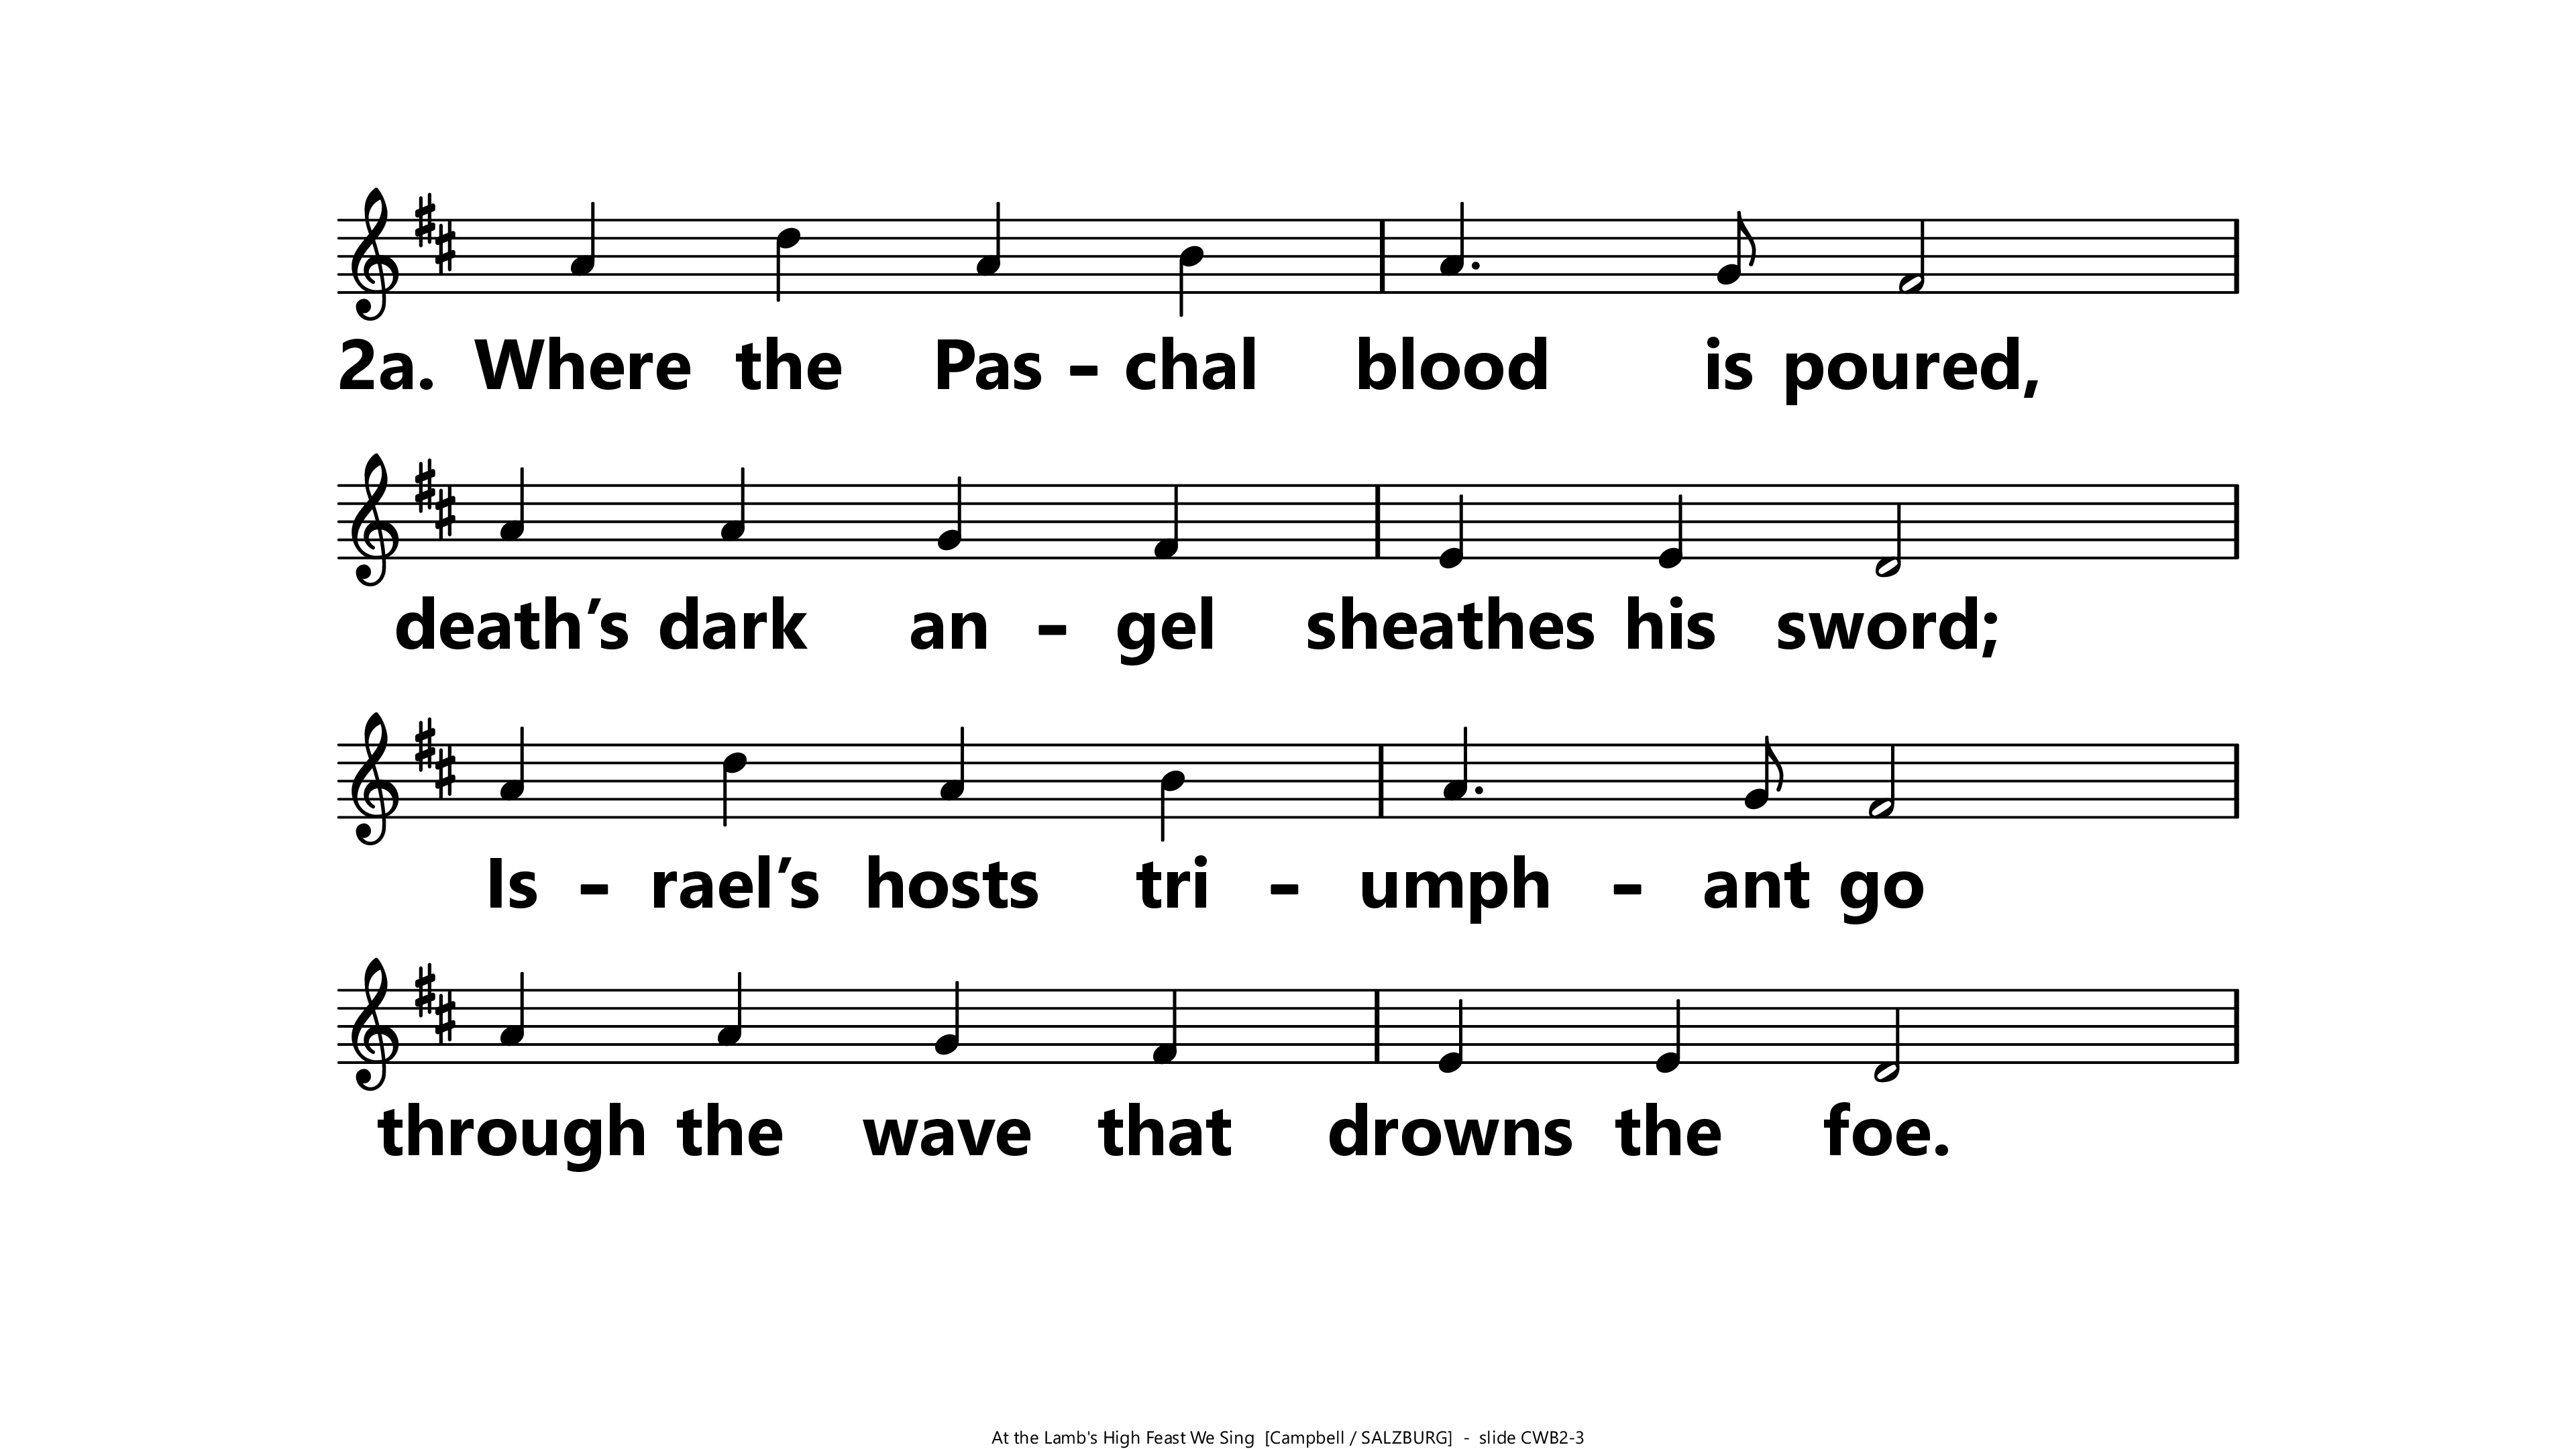 2a. Where the Pas - chal blood is poured,
death’s dark an - gel sheathes his sword;
Is - rael’s hosts tri - umph - ant go
through the wave that drowns the foe.
At the Lamb's High Feast We Sing [Campbell / SALZBURG] - slide CWB2-3